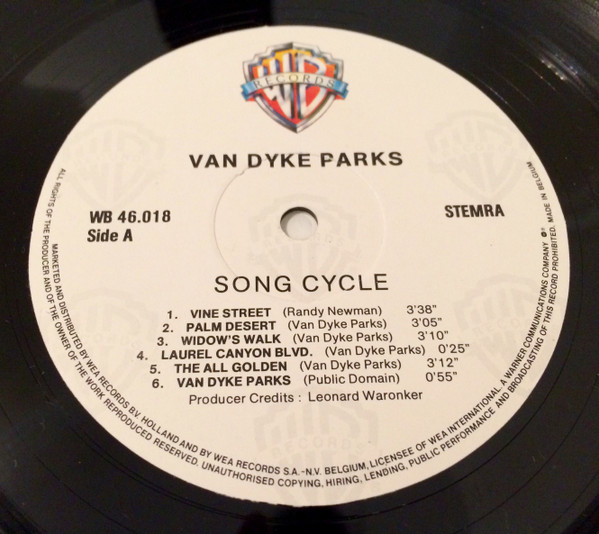 WB
RECORDS
VAN DYKE PARKS
WB 46.018
Side A
STEMRA
SONG CYCLE
1. VINE STREET (Randy Newman) 3'38"
2. PALM DESERT (Van Dyke Parks) 3'05"
3. WIDOW'S WALK (Van Dyke Parks) 3'10"
4. LAUREL CANYON BLVD. (Van Dyke Parks) 0'25"
5. THE ALL GOLDEN (Van Dyke Parks) 3'12"
6. VAN DYKE PARKS (Public Domain) 0'55"
Producer Credits : Leonard Waronker
ALL RIGHTS OF THE PRODUCER AND OF THE OWNER OF THE WORK REPRODUCED RESERVED. UNAUTHORISED COPYING, HIRING, LENDING, PUBLIC PERFORMANCE AND BROADCASTING OF THIS RECORD PROHIBITED. MADE IN BELGIUM
MARKETED AND DISTRIBUTED BY WEA RECORDS BV. HOLLAND AND BY WEA RECORDS S.A.-N.V. BELGIUM, LICENSEE OF WEA INTERNATIONAL. A WARNER COMMUNICATIONS COMPANY